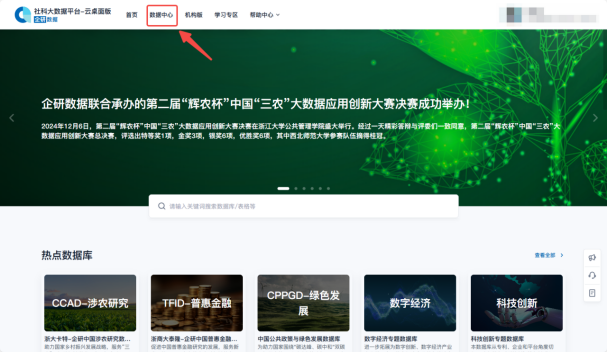 社科大数据平台-云桌面版
企研 数据
首页 数据中心 机构版 学习专区 帮助中心
企研数据联合承办的第二届“辉农杯”中国“三农”大数据应用创新大赛决赛成功举办！
2024年12月6日，第二届“辉农杯”中国“三农”大数据应用创新大赛决赛在浙江大学公共管理学院盛大举行。经过一天精彩答辩与评委们一致同意，第二届“辉农杯”中国“三农”大
数据应用创新大赛总决赛，评选出特等奖1项，金奖3项，银奖6项，优胜奖6项，其中西北师范大学参赛队伍摘得桂冠。
请输入关键词搜索数据库/表格等
热点数据库
查看全部
CCAD-涉农研究
TFID-普惠金融
CPPGD-绿色发
展
数字经济
科技创新
浙大卡特-企研中国涉农研究数...
浙商大泰隆-企研中国普惠金融...
中国公共政策与绿色发展数据库
数字经济专题数据库
科技创新专题数据库